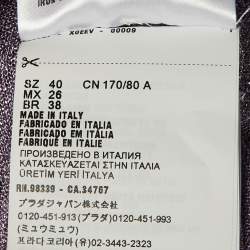 SZ 40 CN 170/80 A
MX 26
BR 38
MADE IN ITALY
FABRICADO EN ITALIA
FABRICADO EM ITÁLIA
FABRIQUÉ EN ITALIE
ПРОИЗВЕДЕНО В ИТАЛИЯ
ΚΑΤΑΣΚΕΥΑΖΕΤΑΙ ΣΤΗΝ ΙΤΑΛΙΑ
ÜRETİM YERİ İTALYA
RN.98339 - CA.34767
プラダジャパン株式会社
0120-451-913(プラダ)0120-451-993
(ミュウミュウ)
프라다 코리아 (유) 02-3443-2323